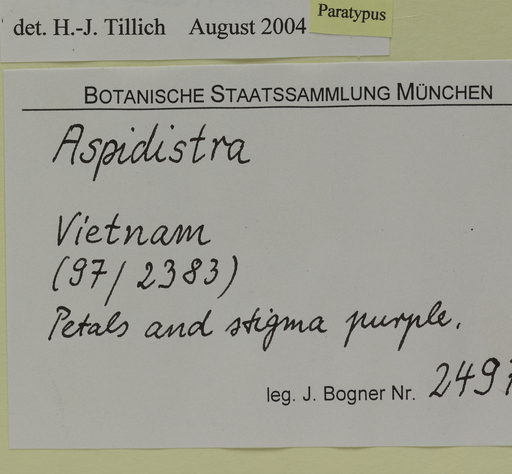 det. H.-J. Tillich August 2004
Paratypus
BOTANISCHE STAATSSAMMLUNG MÜNCHEN
Aspidistra
Vietnam
(97/2383)
Petals and stigma purple.
leg. J. Bogner Nr.